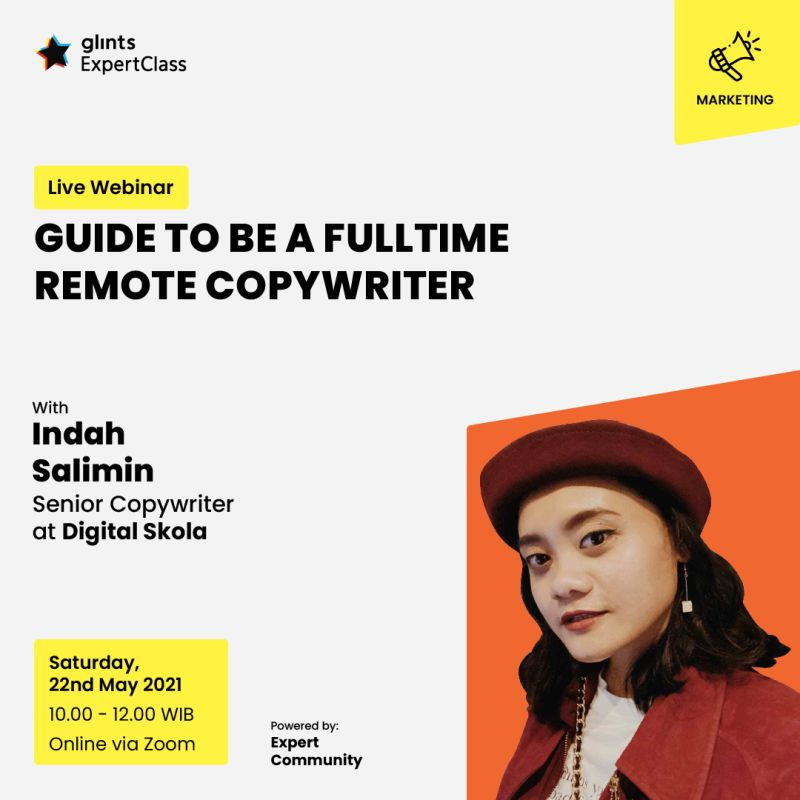 glints
ExpertClass
MARKETING
Live Webinar
GUIDE TO BE A FULLTIME
REMOTE COPYWRITER
With
Indah
Salimin
Senior Copywriter
at Digital Skola
Saturday,
22nd May 2021
10.00 - 12.00 WIB
Online via Zoom
Powered by:
Expert
Community